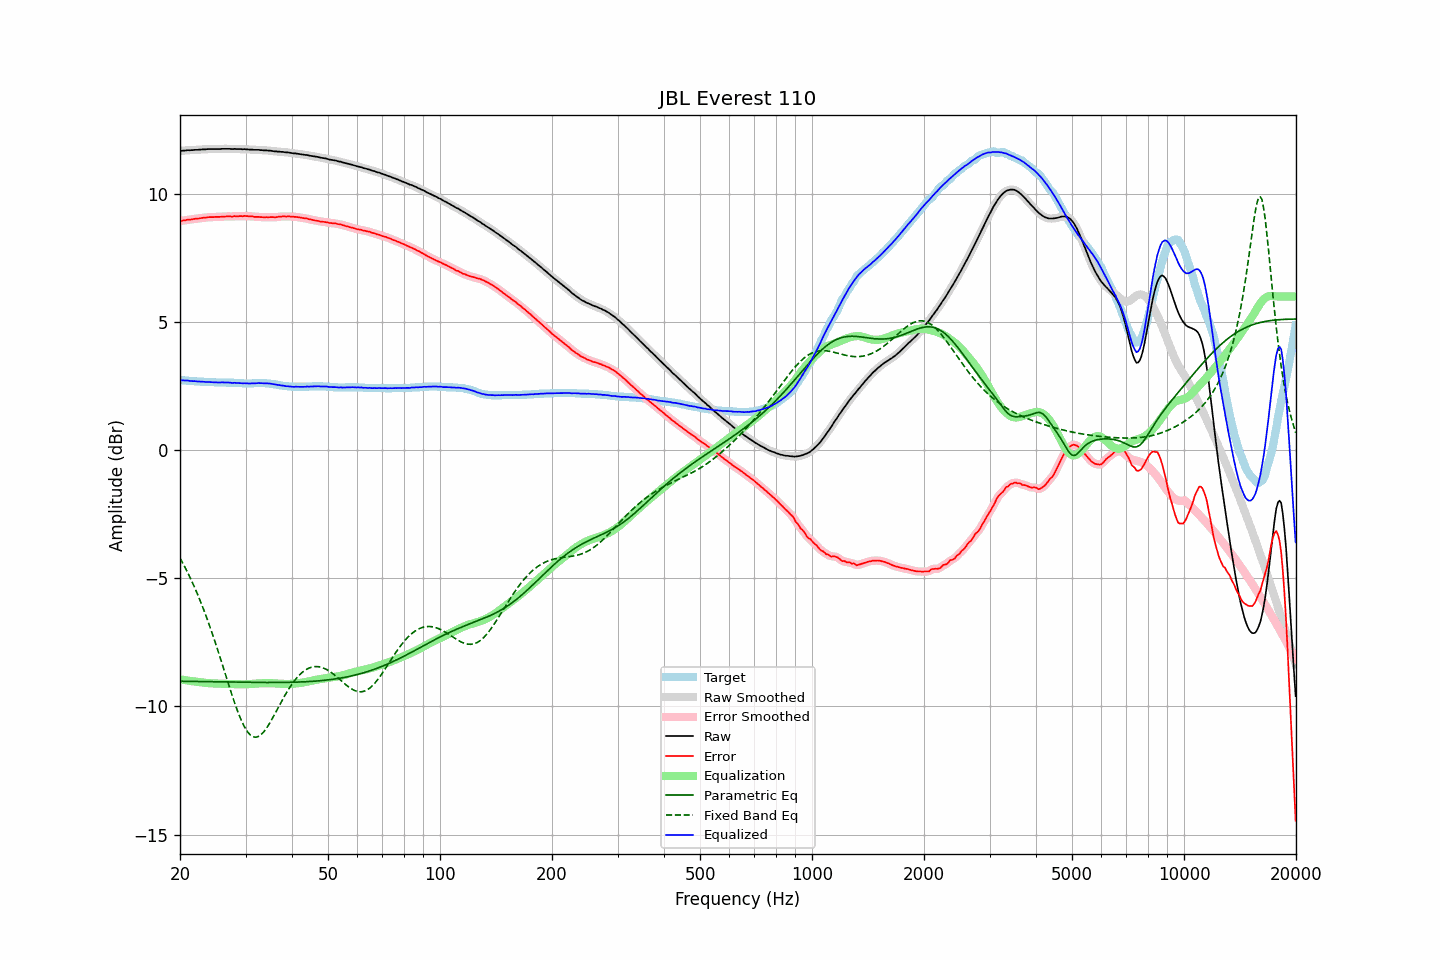 JBL Everest 110
Amplitude (dBr)
10
5
0
−5
−10
−15
Target
Raw Smoothed
Error Smoothed
Raw
Error
Equalization
Parametric Eq
Fixed Band Eq
Equalized
20
50
100
200
500
1000
2000
5000
10000
20000
Frequency (Hz)